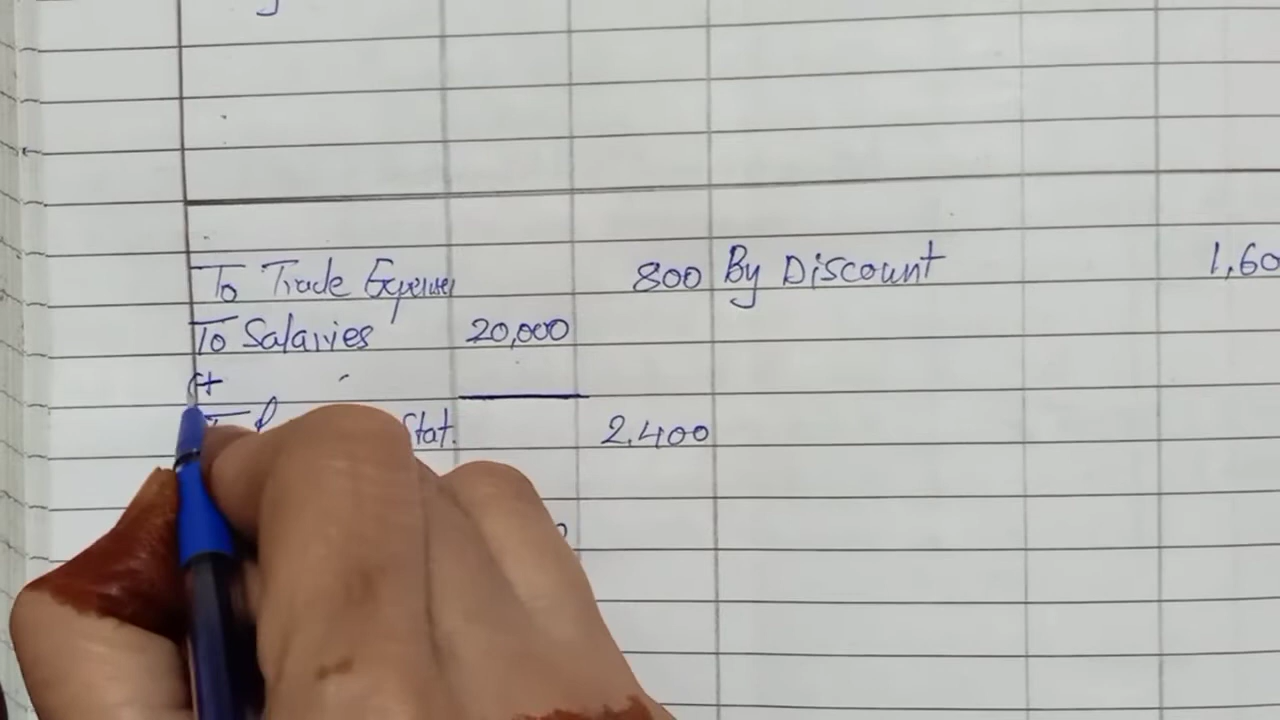 To Trade Expenses 800 By Discount 1,60
To Salaries 20,000
(+
Stat. 2,400